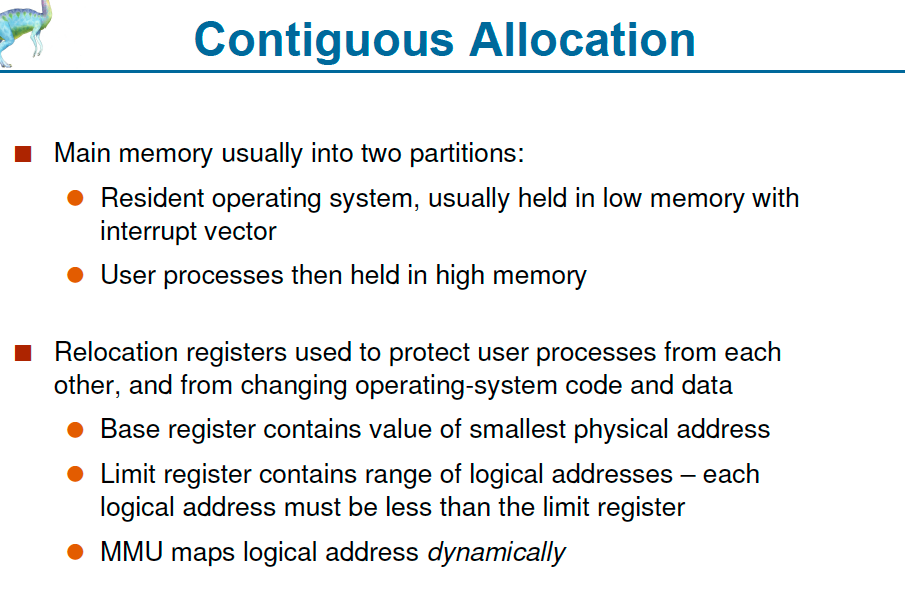 Contiguous Allocation
Main memory usually into two partitions:
Resident operating system, usually held in low memory with
interrupt vector
User processes then held in high memory
Relocation registers used to protect user processes from each
other, and from changing operating-system code and data
Base register contains value of smallest physical address
Limit register contains range of logical addresses – each
logical address must be less than the limit register
MMU maps logical address dynamically